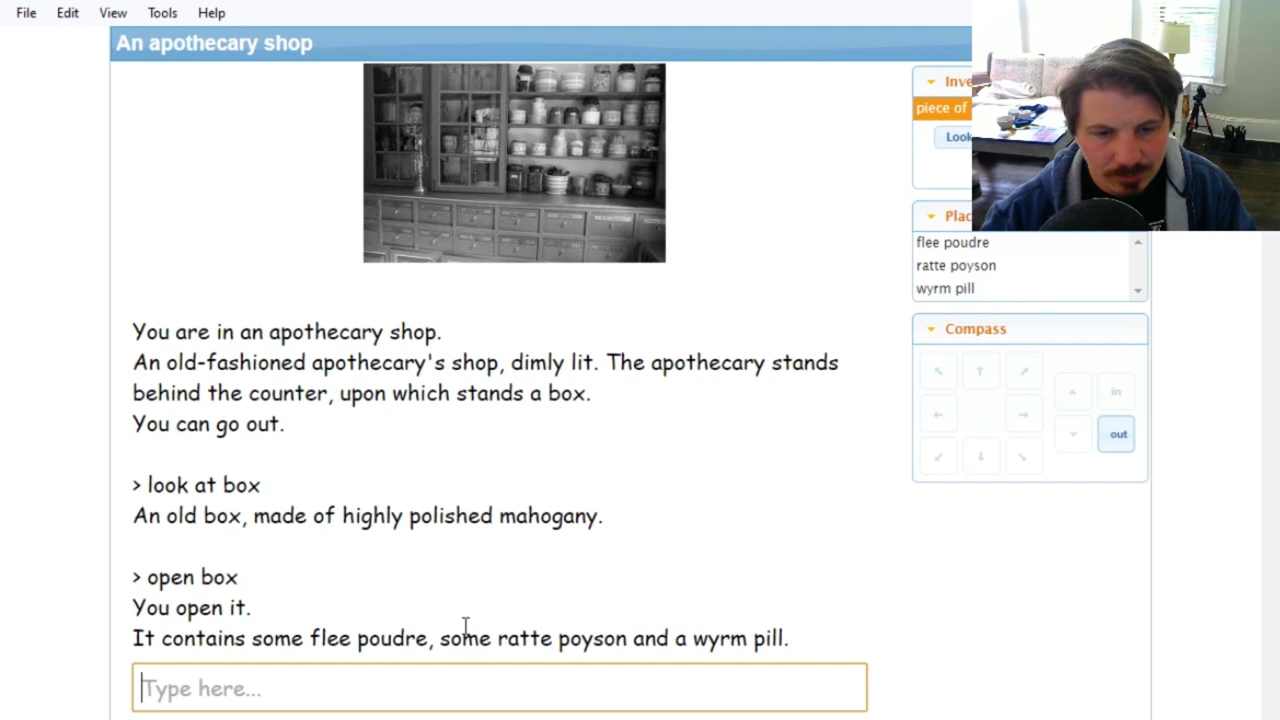 File Edit View Tools Help
An apothecary shop
piece of
Look
flee poudre
ratte poyson
wyrm pill
Compass
in
out
You are in an apothecary shop.
An old-fashioned apothecary's shop, dimly lit. The apothecary stands
behind the counter, upon which stands a box.
You can go out.
> look at box
An old box, made of highly polished mahogany.
> open box
You open it.
It contains some flee poudre, some ratte poyson and a wyrm pill.
Type here...